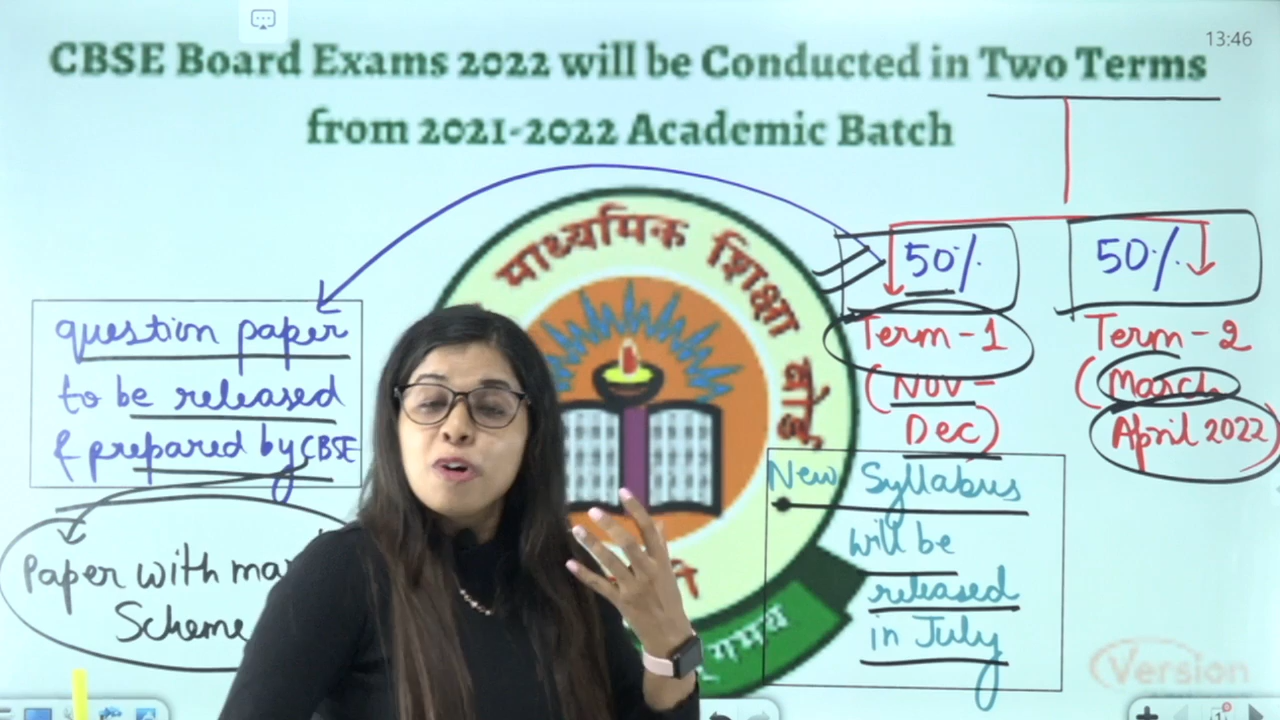 13:46
CBSE Board Exams 2022 will be Conducted in Two Terms
from 2021-2022 Academic Batch
माध्यमिक शिक्षा बोर्ड
50% 50%
Term-1 Term-2
(Nov- (March
Dec) April 2022)
question paper
to be released
& prepared by CBSE
Paper with
Scheme
New Syllabus
will be
released
in July
Version